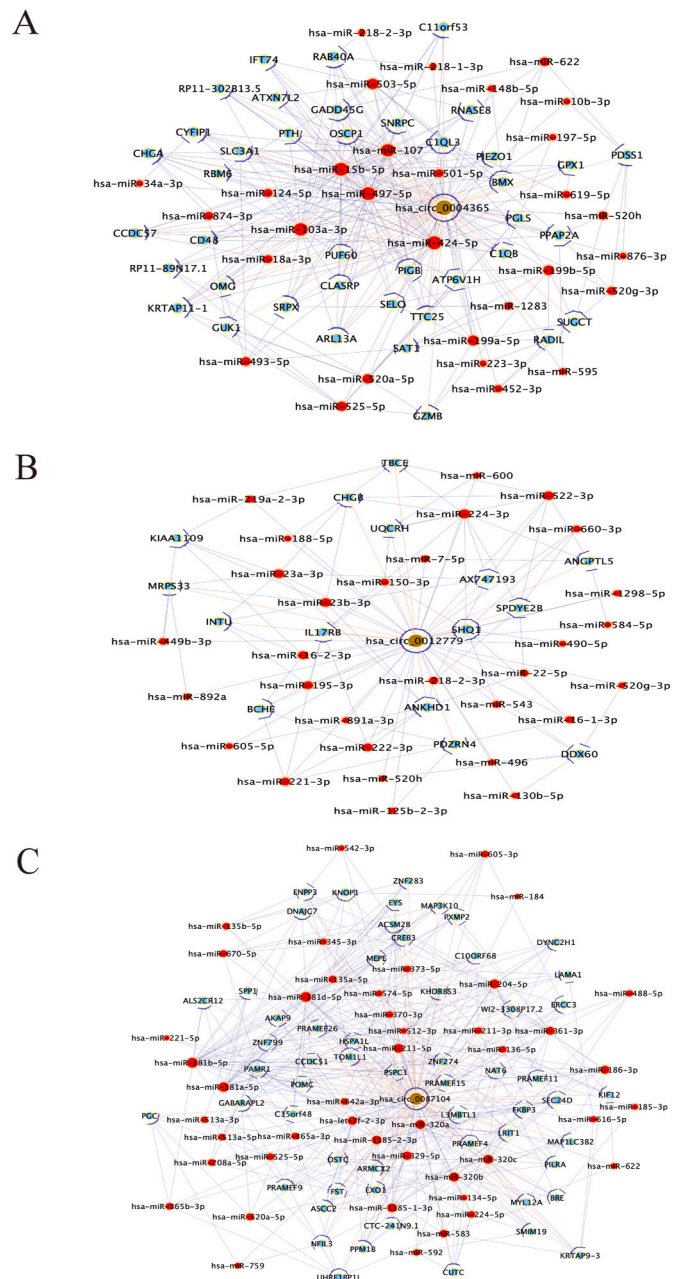 A
hsa-miR-218-2-3p
C11orf53
IFT74
RAB40A
hsa-miR-218-1-3p
hsa-miR-622
hsa-miR-503-5p
RP11-302B13.5
ATXN7L2
hsa-miR-148b-5p
hsa-miR-10b-3p
GADD45G
RNASE8
SNRPC
CYFIP1
PTH
OSCP1
hsa-miR-197-5p
C1QL3
CHGA
SLC3A1
hsa-miR-107
PIEZO1
PDSS1
hsa-miR-15b-5p
GPX1
RBM6
hsa-miR-501-5p
hsa-miR-34a-3p
BMX
hsa-miR-124-5p
hsa-miR-497-5p
hsa-miR-619-5p
hsa_circ_0004365
hsa-miR-874-3p
PGLS
hsa-miR-520h
CCDC37
hsa-miR-103a-3p
PPAP2A
CD48
hsa-miR-424-5p
PUF60
C1QB
hsa-miR-876-3p
hsa-miR-18a-3p
RP11-89N17.1
PIGB
hsa-miR-199b-5p
CLASRP
ATP6V1H
OMG
hsa-miR-520g-3p
KRTAP11-1
SRPX
SELO
hsa-miR-1283
TTC25
SUGCT
GUK1
ARL13A
hsa-miR-199a-5p
RADIL
SAT1
hsa-miR-493-5p
hsa-miR-223-3p
hsa-miR-595
hsa-miR-520a-5p
hsa-miR-452-3p
hsa-miR-525-5p
GZMB
B
TBCE
hsa-miR-600
hsa-miR-219a-2-3p
CHGB
hsa-miR-522-3p
hsa-miR-224-3p
UQCRH
hsa-miR-660-3p
KIAA1109
hsa-miR-188-5p
hsa-miR-7-5p
ANGPTL5
hsa-miR-23a-3p
AX747193
MRPS33
hsa-miR-150-3p
hsa-miR-1298-5p
hsa-miR-23b-3p
SPDYE2B
INTU
hsa-miR-584-5p
IL17RB
SHQ1
hsa-miR-449b-3p
hsa_circ_0012779
hsa-miR-490-5p
hsa-miR-16-2-3p
hsa-miR-22-5p
hsa-miR-218-2-3p
hsa-miR-195-3p
hsa-miR-520g-3p
hsa-miR-892a
hsa-miR-543
BCHE
ANKHD1
hsa-miR-891a-3p
hsa-miR-16-1-3p
hsa-miR-605-5p
hsa-miR-222-3p
PDZRN4
DDX60
hsa-miR-496
hsa-miR-221-3p
hsa-miR-520h
hsa-miR-130b-5p
hsa-miR-125b-2-3p
C
hsa-miR-542-3p
hsa-miR-605-3p
ZNF283
ENPP3
KNOP1
hsa-miR-184
EYS
MAP3K10
DNAJC7
PXMP2
ACSM2B
hsa-miR-135b-5p
CREB3
hsa-miR-345-3p
DYNC2H1
hsa-miR-670-5p
MEPE
C10ORF68
hsa-miR-373-5p
LAMA1
hsa-miR-135a-5p
hsa-miR-204-5p
KHDRBS3
SPP1
hsa-miR-574-5p
hsa-miR-488-5p
ALS2CR12
hsa-miR-181d-5p
ERCC3
WI2-3308P17.2
AKAP9
hsa-miR-370-3p
PRAMEF26
hsa-miR-512-3p
hsa-miR-211-3p
hsa-miR-361-3p
hsa-miR-221-5p
HSPA1L
ZNF799
hsa-miR-211-5p
hsa-miR-136-5p
TOM1L1
hsa-miR-181b-5p
CCDC51
ZNF274
PAMR1
PSPC1
NAT6
hsa-miR-186-3p
PRAMEF11
hsa-miR-181a-5p
POMC
PRAMEF15
SEC24D
KIF12
GABARAPL2
hsa-miR-642a-3p
hsa_circ_0087104
FKBP3
hsa-miR-185-3p
PGC
C15orf48
L3MBTL1
hsa-miR-513a-3p
hsa-let-7f-2-3p
hsa-miR-320a
hsa-miR-616-5p
LRIT1
hsa-miR-513a-5p
hsa-miR-365a-3p
hsa-miR-1185-2-3p
PRAMEF4
MAP1LC3B2
hsa-miR-525-5p
hsa-miR-329-5p
hsa-miR-208a-5p
OSTC
hsa-miR-320c
ARMCX2
PILRA
hsa-miR-622
hsa-miR-320b
PRAMEF9
FST
EXO1
hsa-miR-134-5p
BRE
hsa-miR-365b-3p
ASCC2
hsa-miR-1185-1-3p
MYL12A
hsa-miR-520a-5p
hsa-miR-224-5p
CTC-241N9.1
SMIM19
NFIL3
hsa-miR-583
PPM1B
hsa-miR-592
KRTAP9-3
hsa-miR-759
UHRF1BP1L
CUTC